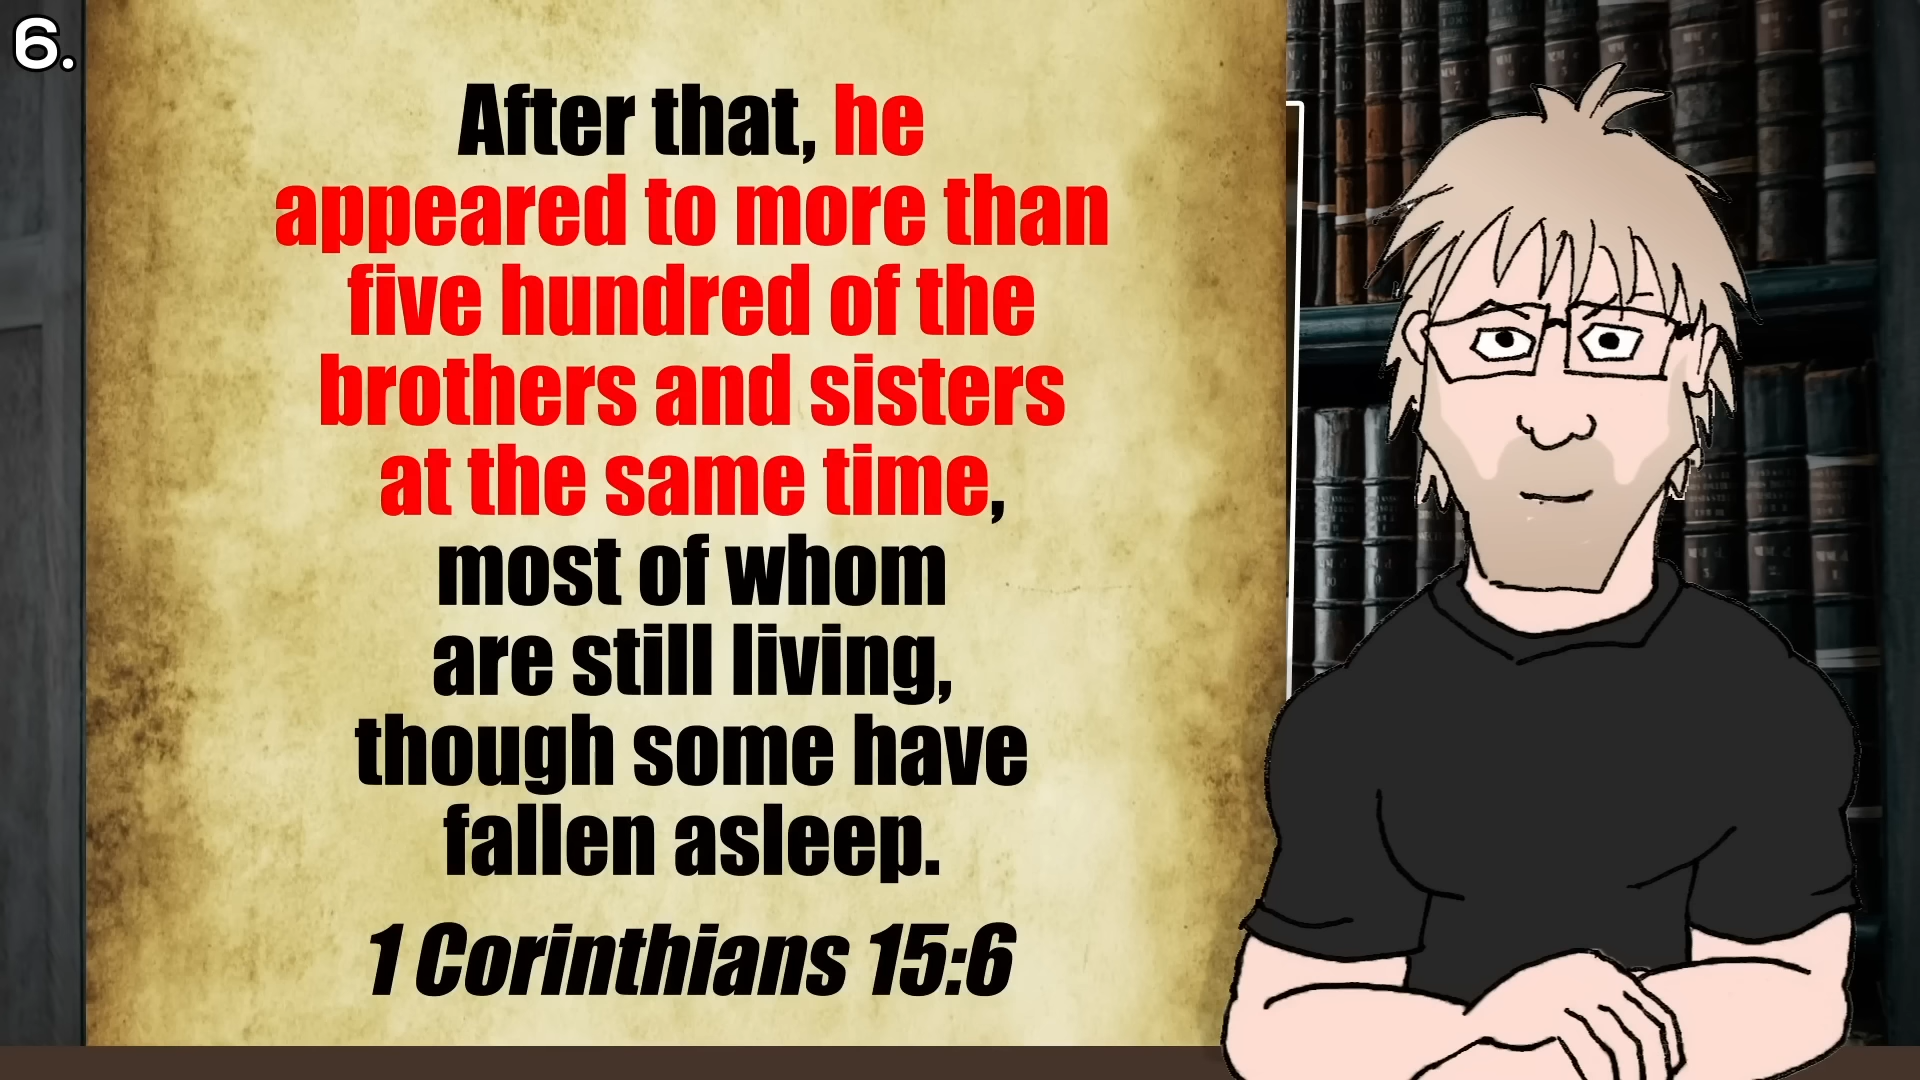 6.
After that, he
appeared to more than
five hundred of the
brothers and sisters
at the same time,
most of whom
are still living,
though some have
fallen asleep.
1 Corinthians 15:6